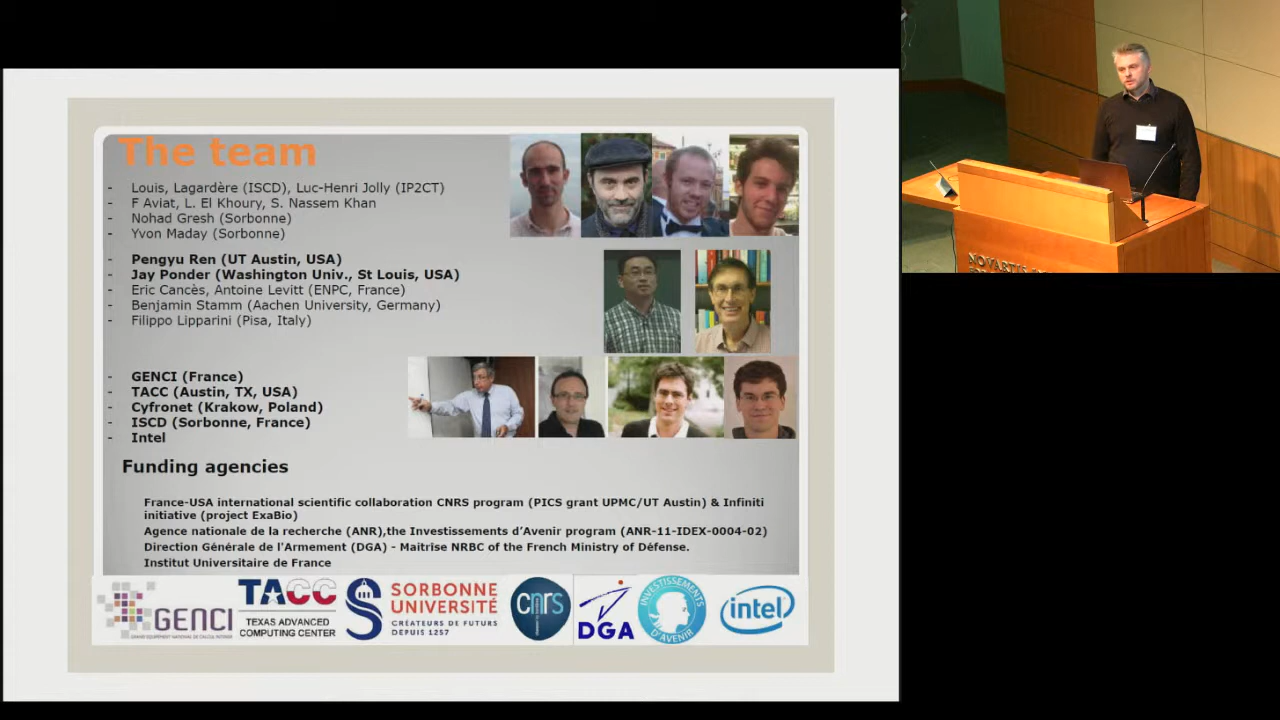 The team
- Louis, Lagardère (ISCD), Luc-Henri Jolly (IP2CT)
- F Aviat, L. El Khoury, S. Nassem Khan
- Nohad Gresh (Sorbonne)
- Yvon Maday (Sorbonne)
- Pengyu Ren (UT Austin, USA)
- Jay Ponder (Washington Univ., St Louis, USA)
- Eric Cancès, Antoine Levitt (ENPC, France)
- Benjamin Stamm (Aachen University, Germany)
- Filippo Lipparini (Pisa, Italy)
- GENCI (France)
- TACC (Austin, TX, USA)
- Cyfronet (Krakow, Poland)
- ISCD (Sorbonne, France)
- Intel
Funding agencies
France-USA international scientific collaboration CNRS program (PICS grant UPMC/UT Austin) & Infiniti
initiative (project ExaBio)
Agence nationale de la recherche (ANR),the Investissements d'Avenir program (ANR-11-IDEX-0004-02)
Direction Générale de l'Armement (DGA) - Maitrîse NRBC of the French Ministry of Défense.
Institut Universitaire de France
GENCI
TACC
TEXAS ADVANCED
COMPUTING CENTER
S
SORBONNE
UNIVERSITÉ
CRÉATEURS DE FUTURS
DEPUIS 1257
cnrs
DGA
INVESTISSEMENTS
D'AVENIR
intel
NOVARTIS